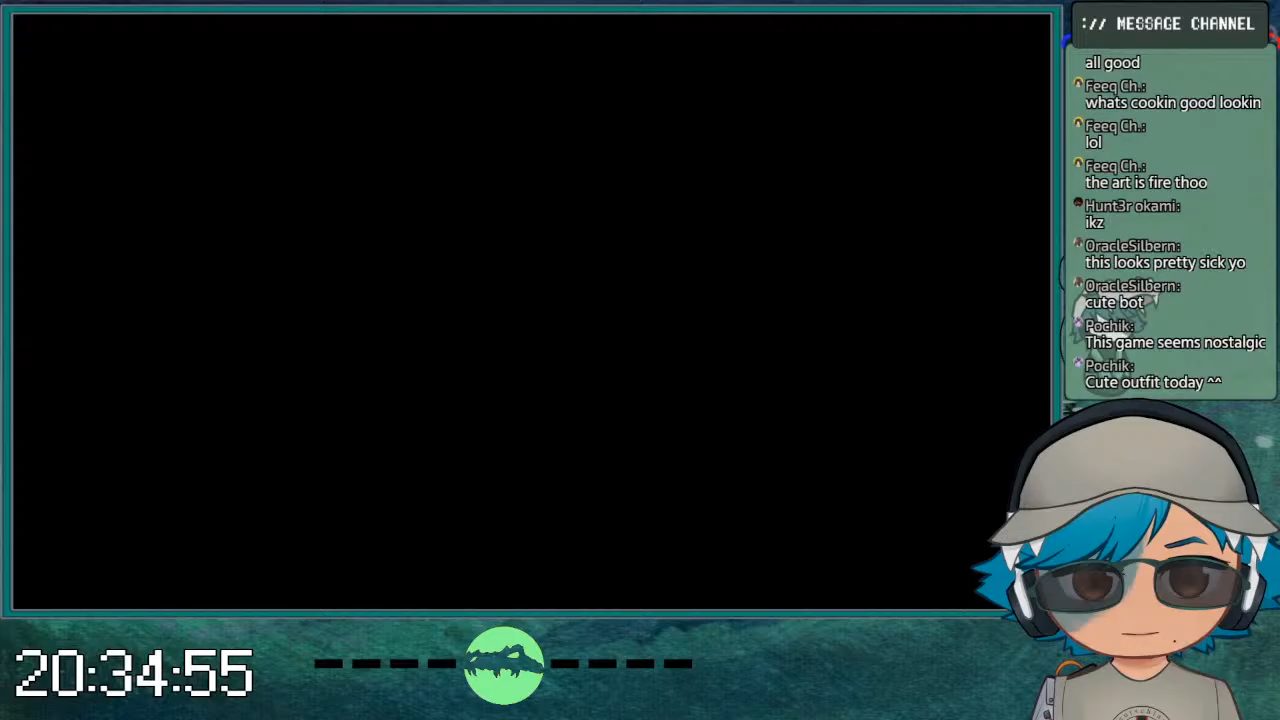 :// MESSAGE CHANNEL
all good
Feeq Ch.:
whats cookin good lookin
Feeq Ch.:
lol
Feeq Ch.:
the art is fire thoo
Hunt3r okami:
ikz
OracleSilbern:
this looks pretty sick yo
OracleSilbern:
cute bot
Pochik:
This game seems nostalgic
Pochik:
Cute outfit today ^^
20:34:55